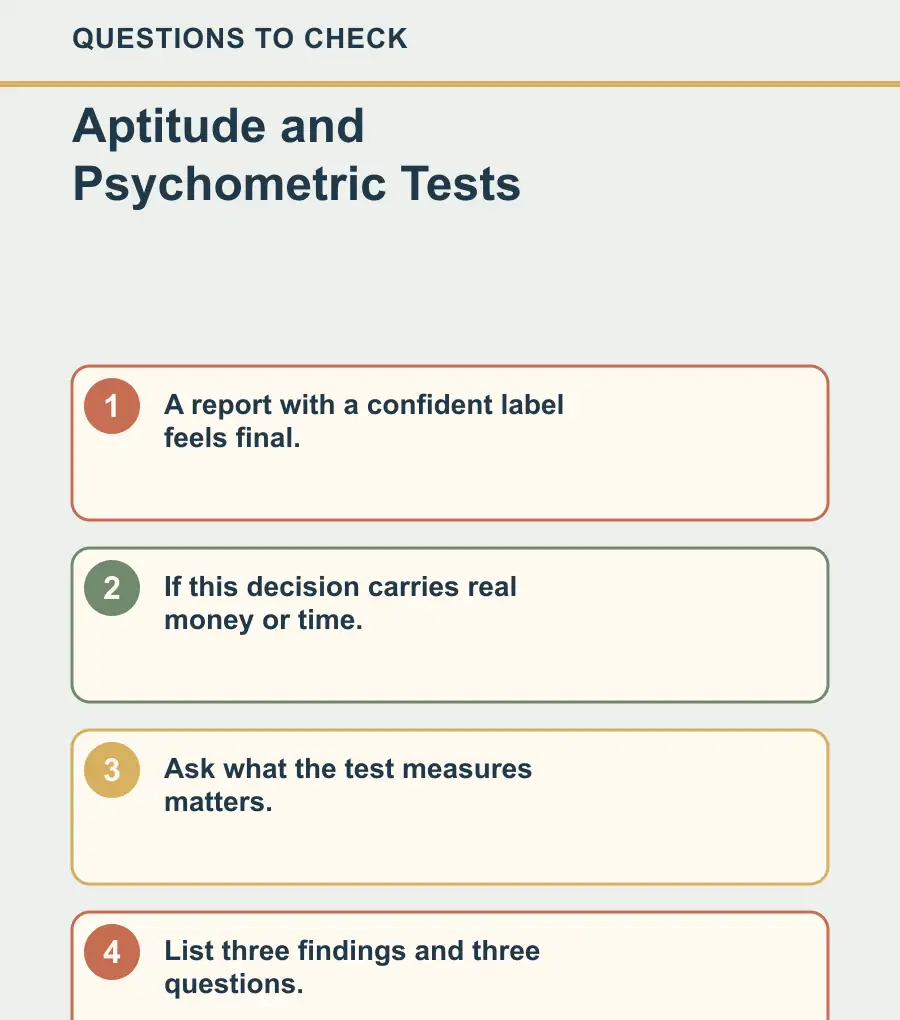 QUESTIONS TO CHECK
Aptitude and
Psychometric Tests
1
A report with a confident label
feels final.
2
If this decision carries real
money or time.
3
Ask what the test measures
matters.
4
List three findings and three
questions.